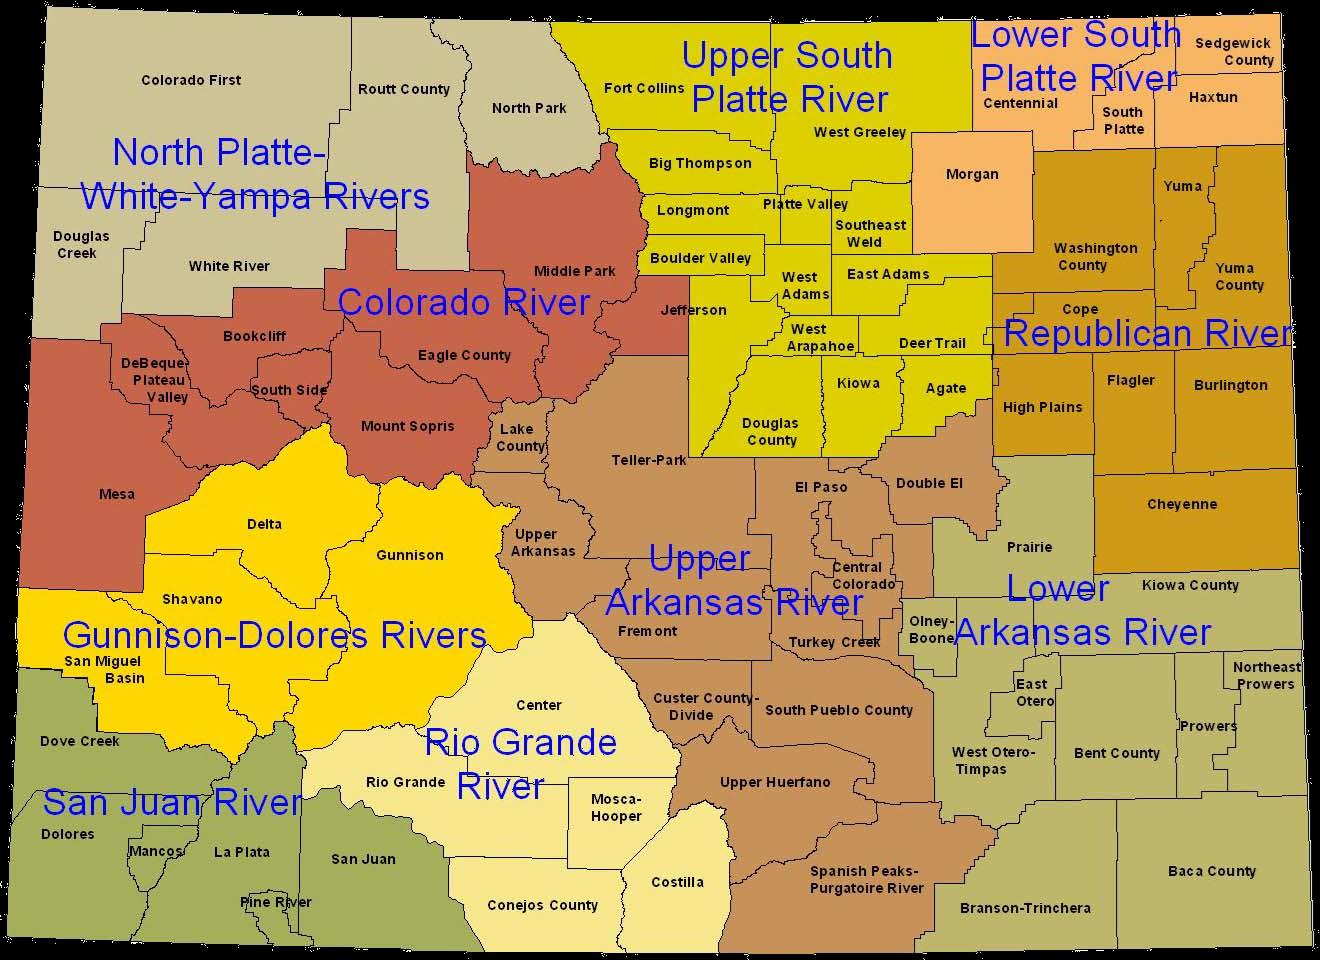 Lower South
Platte River
Upper South
Platte River
Sedgewick
County
Haxtun
Centennial
South
Platte
Morgan
Colorado First
Routt County
North Park
Fort Collins
West Greeley
Big Thompson
Longmont
Platte Valley
Southeast
Weld
Boulder Valley
West
Adams
East Adams
Jefferson
West
Arapahoe
Deer Trail
Kiowa
Agate
Douglas
County
North Platte-
White-Yampa Rivers
Douglas
Creek
White River
Middle Park
Colorado River
Bookcliff
Eagle County
DeBeque-
Plateau
Valley
South Side
Mount Sopris
Mesa
Yuma
Washington
County
Yuma
County
Cope
Republican River
High Plains
Flagler
Burlington
Cheyenne
Lake
County
Teller-Park
El Paso
Double El
Upper
Arkansas
Central
Colorado
Upper
Arkansas River
Fremont
Turkey Creek
Custer County-
Divide
South Pueblo County
Upper Huerfano
Spanish Peaks-
Purgatoire River
Prairie
Kiowa County
Lower
Arkansas River
Olney-
Boone
East
Otero
Northeast
Prowers
Prowers
Bent County
West Otero-
Timpas
Baca County
Branson-Trinchera
Delta
Gunnison
Shavano
Gunnison-Dolores Rivers
San Miguel
Basin
Center
Rio Grande
River
Rio Grande
Mosca-
Hooper
Costilla
Conejos County
Dove Creek
San Juan River
Dolores
Mancos
La Plata
San Juan
Pine River